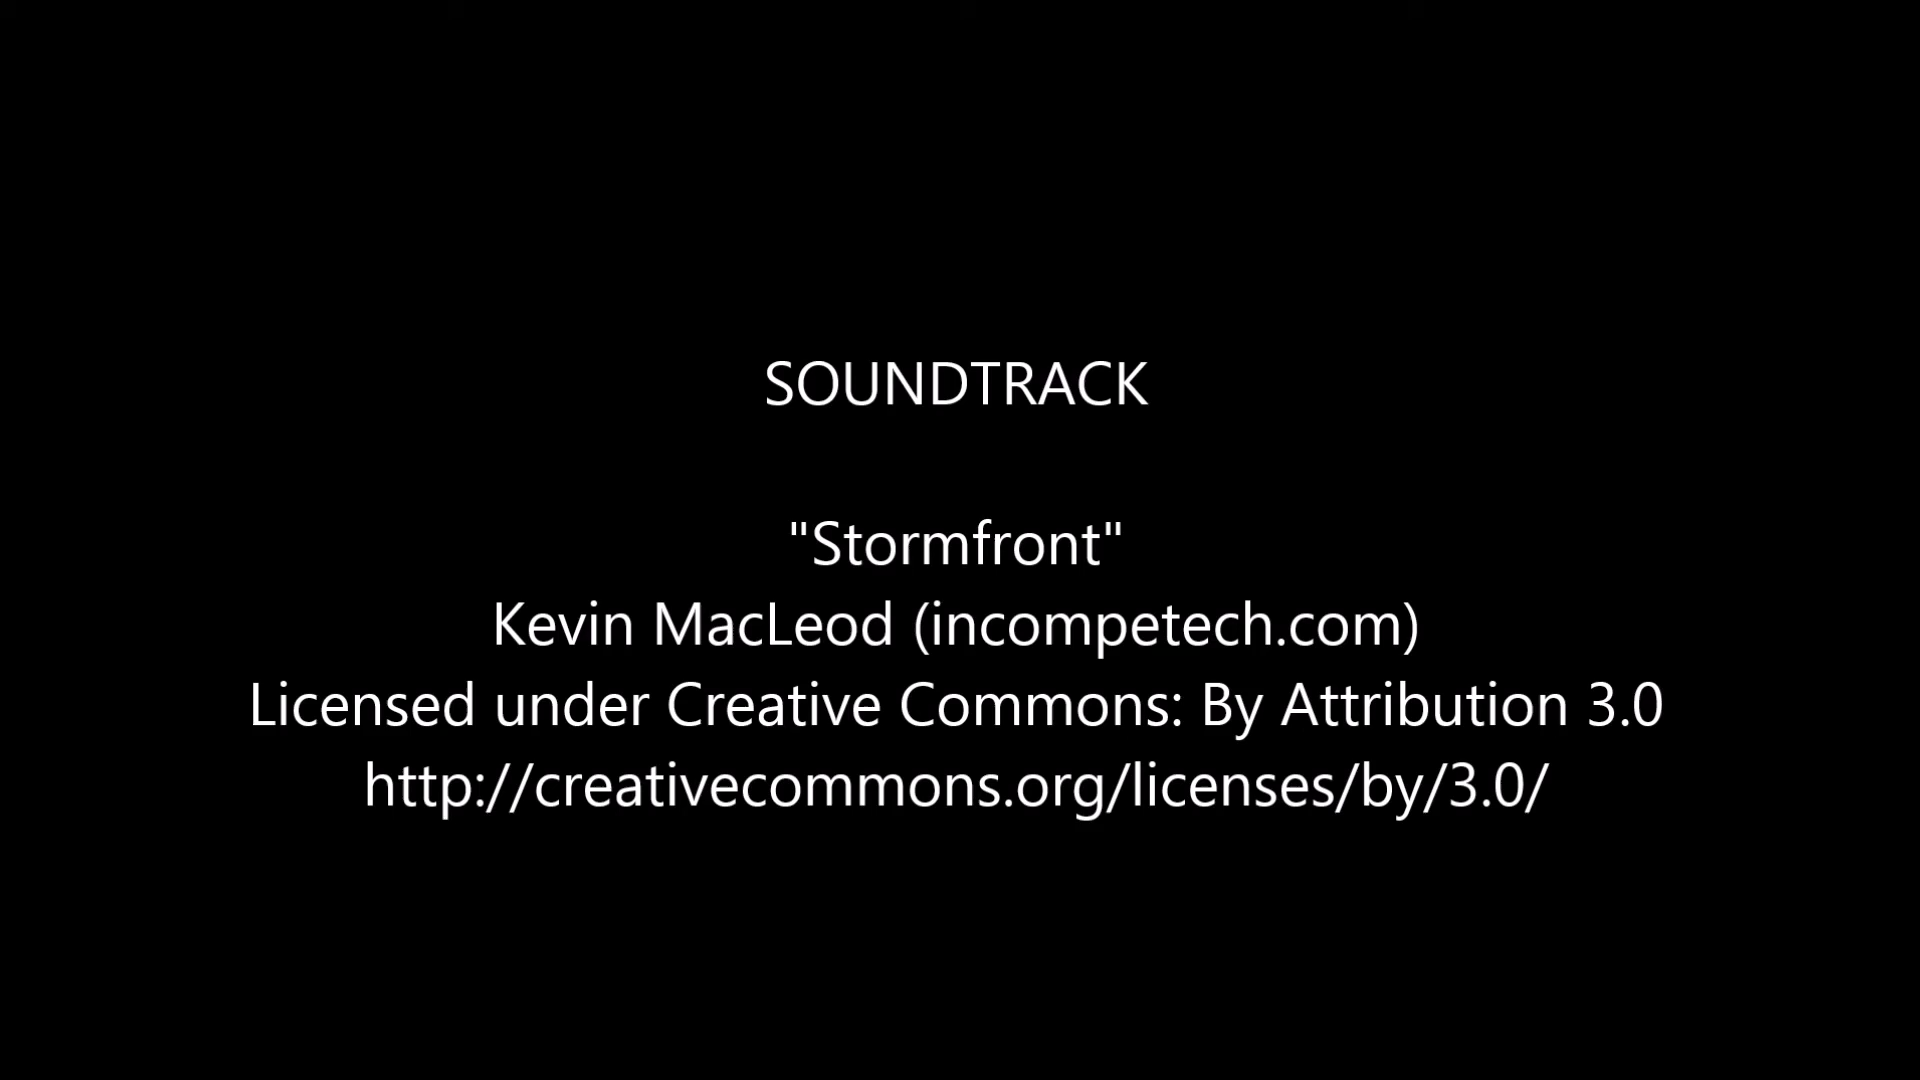 SOUNDTRACK
"Stormfront"
Kevin MacLeod (incompetech.com)
Licensed under Creative Commons: By Attribution 3.0
http://creativecommons.org/licenses/by/3.0/